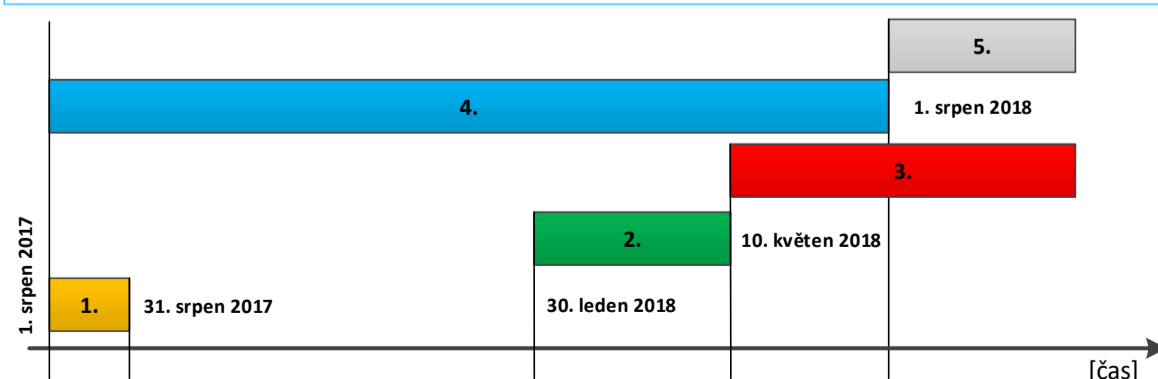 5.
4.
1. srpen 2018
3.
2.
10. květen 2018
1. srpen 2017
1.
31. srpen 2017
30. leden 2018
[čas]